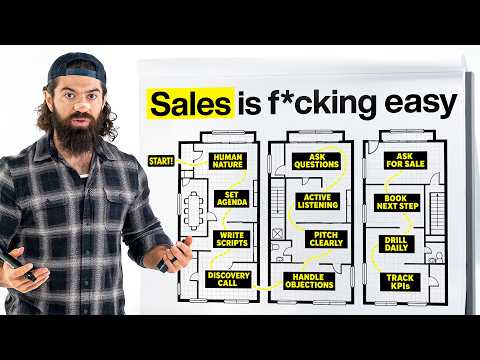 Sales is f*cking easy
START!
HUMAN
NATURE
SET
AGENDA
WRITE
SCRIPTS
DISCOVERY
CALL
HANDLE
OBJECTIONS
PITCH
CLEARLY
ACTIVE
LISTENING
ASK
QUESTIONS
ASK
FOR SALE
BOOK
NEXT STEP
DRILL
DAILY
TRACK
KPIs